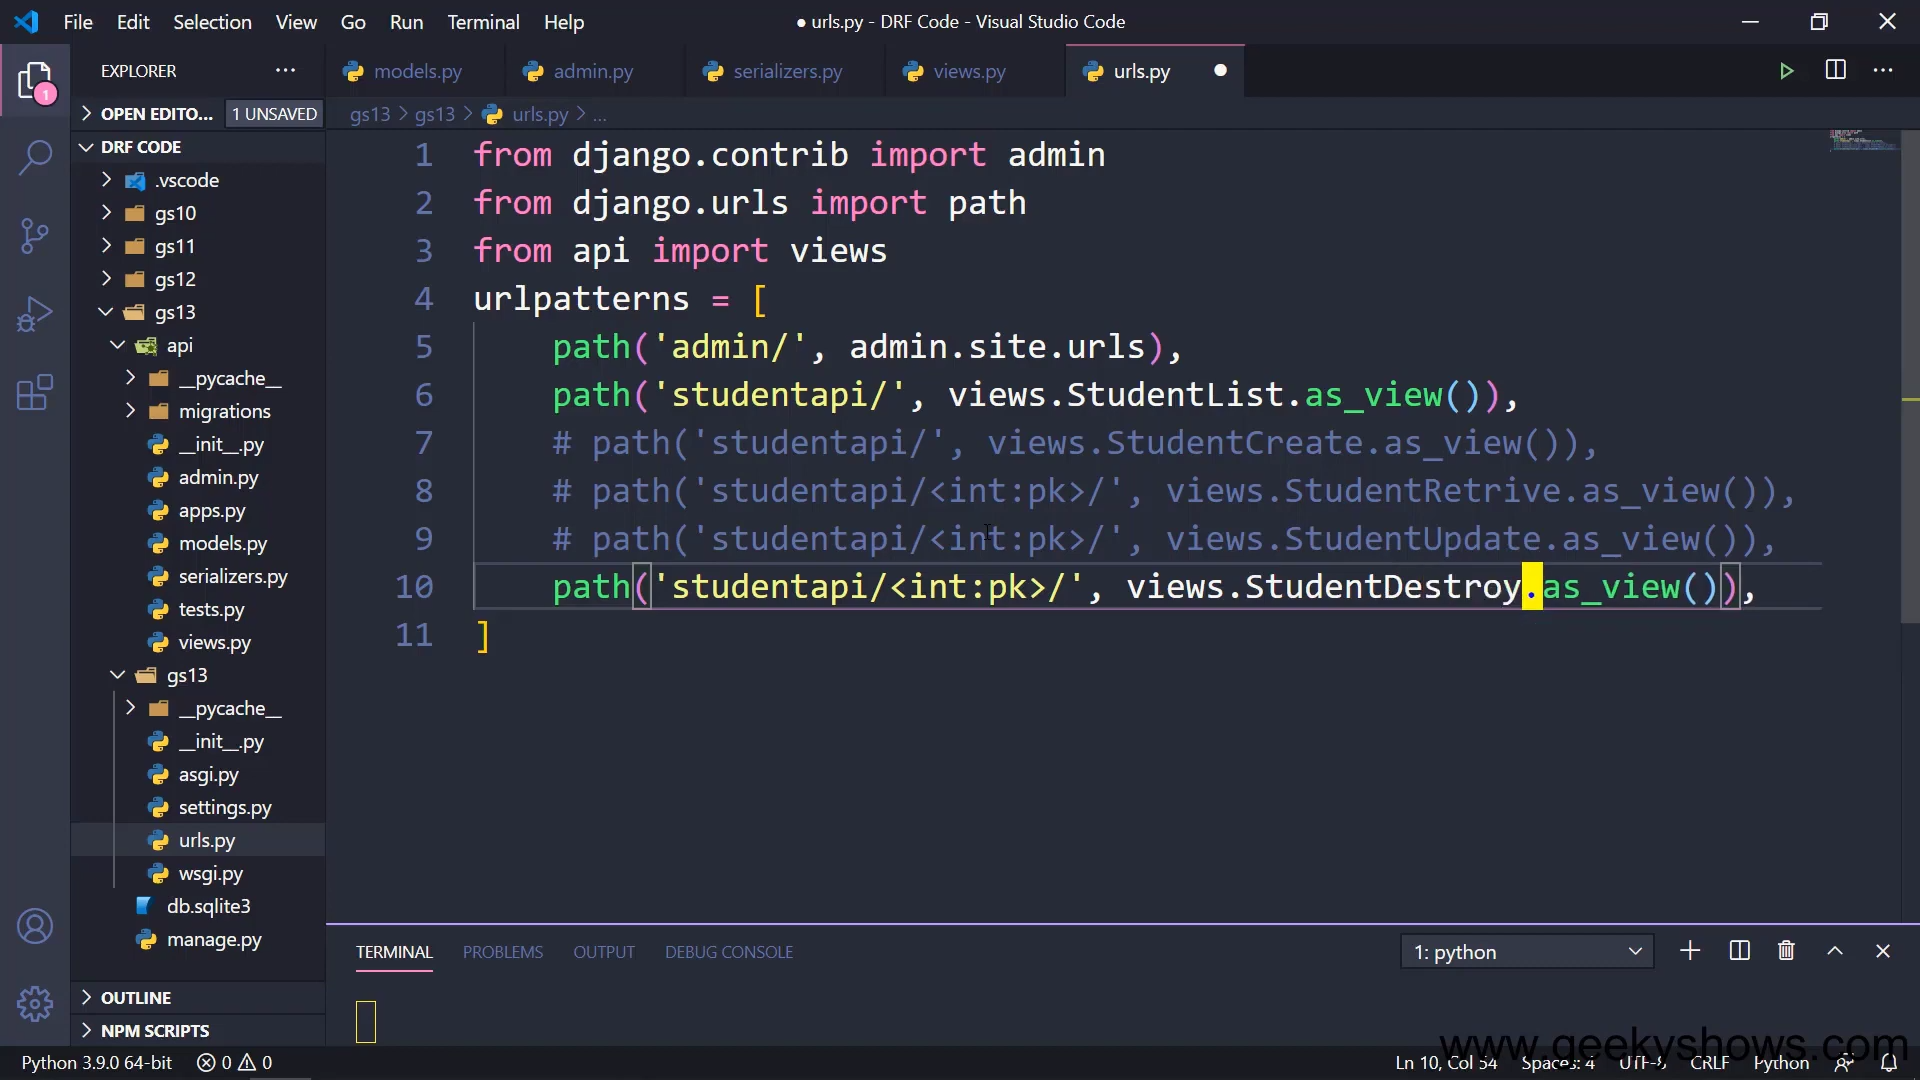 File Edit Selection View Go Run Terminal Help
● urls.py - DRF Code - Visual Studio Code
EXPLORER
models.py
admin.py
serializers.py
views.py
urls.py
1
OPEN EDITO... 1 UNSAVED
gs13 > gs13 > urls.py > ...
DRF CODE
.vscode
gs10
gs11
gs12
gs13
api
__pycache__
migrations
__init__.py
admin.py
apps.py
models.py
serializers.py
tests.py
views.py
gs13
__pycache__
__init__.py
asgi.py
settings.py
urls.py
wsgi.py
db.sqlite3
manage.py
OUTLINE
NPM SCRIPTS
1 from django.contrib import admin
2 from django.urls import path
3 from api import views
4 urlpatterns = [
5 path('admin/', admin.site.urls),
6 path('studentapi/', views.StudentList.as_view()),
7 # path('studentapi/', views.StudentCreate.as_view()),
8 # path('studentapi/<int:pk>/', views.StudentRetrive.as_view()),
9 # path('studentapi/<int:pk>/', views.StudentUpdate.as_view()),
10 path('studentapi/<int:pk>/', views.StudentDestroy.as_view()),
11 ]
TERMINAL PROBLEMS OUTPUT DEBUG CONSOLE
1: python
www.geekyshows.com
Python 3.9.0 64-bit 0 0
Ln 10, Col 54 Spaces: 4 UTF-8 CRLF Python